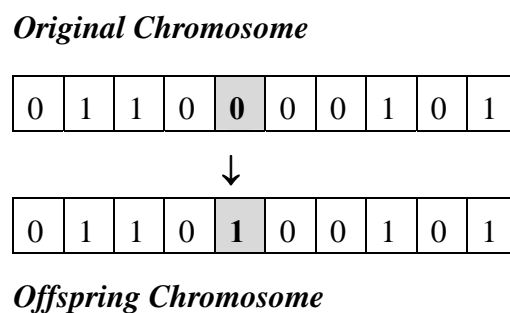 Original Chromosome
0 1 1 0 0 0 0 1 0 1
↓
0 1 1 0 1 0 0 1 0 1
Offspring Chromosome